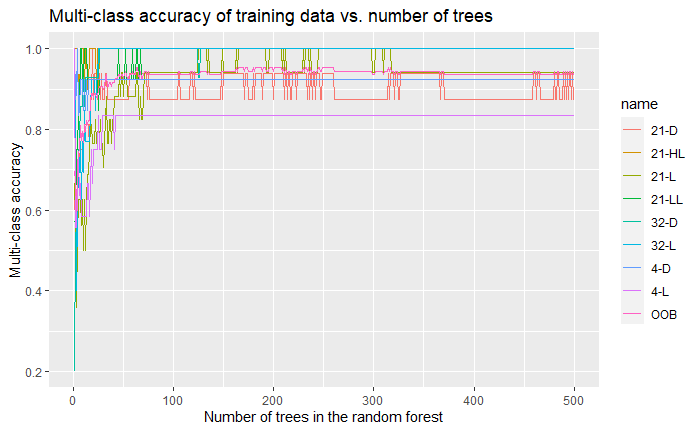 Multi-class accuracy of training data vs. number of trees
Multi-class accuracy
1.0
0.8
0.6
0.4
0.2
0
100
200
300
400
500
Number of trees in the random forest
name
21-D
21-HL
21-L
21-LL
32-D
32-L
4-D
4-L
OOB